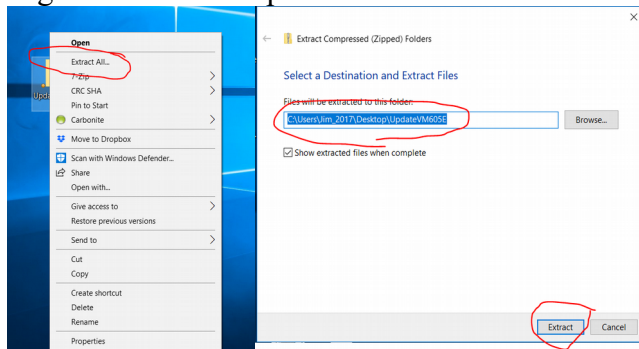 Open
Extract All...
7-Zip
CRC SHA
Pin to Start
Carbonite
Move to Dropbox
Scan with Windows Defender...
Share
Open with...
Give access to
Restore previous versions
Send to
Cut
Copy
Create shortcut
Delete
Rename
Properties
Extract Compressed (Zipped) Folders
Select a Destination and Extract Files
Files will be extracted to this folder:
C:\Users\Jim_2017\Desktop\UpdateVM605E
Browse...
Show extracted files when complete
Extract Cancel